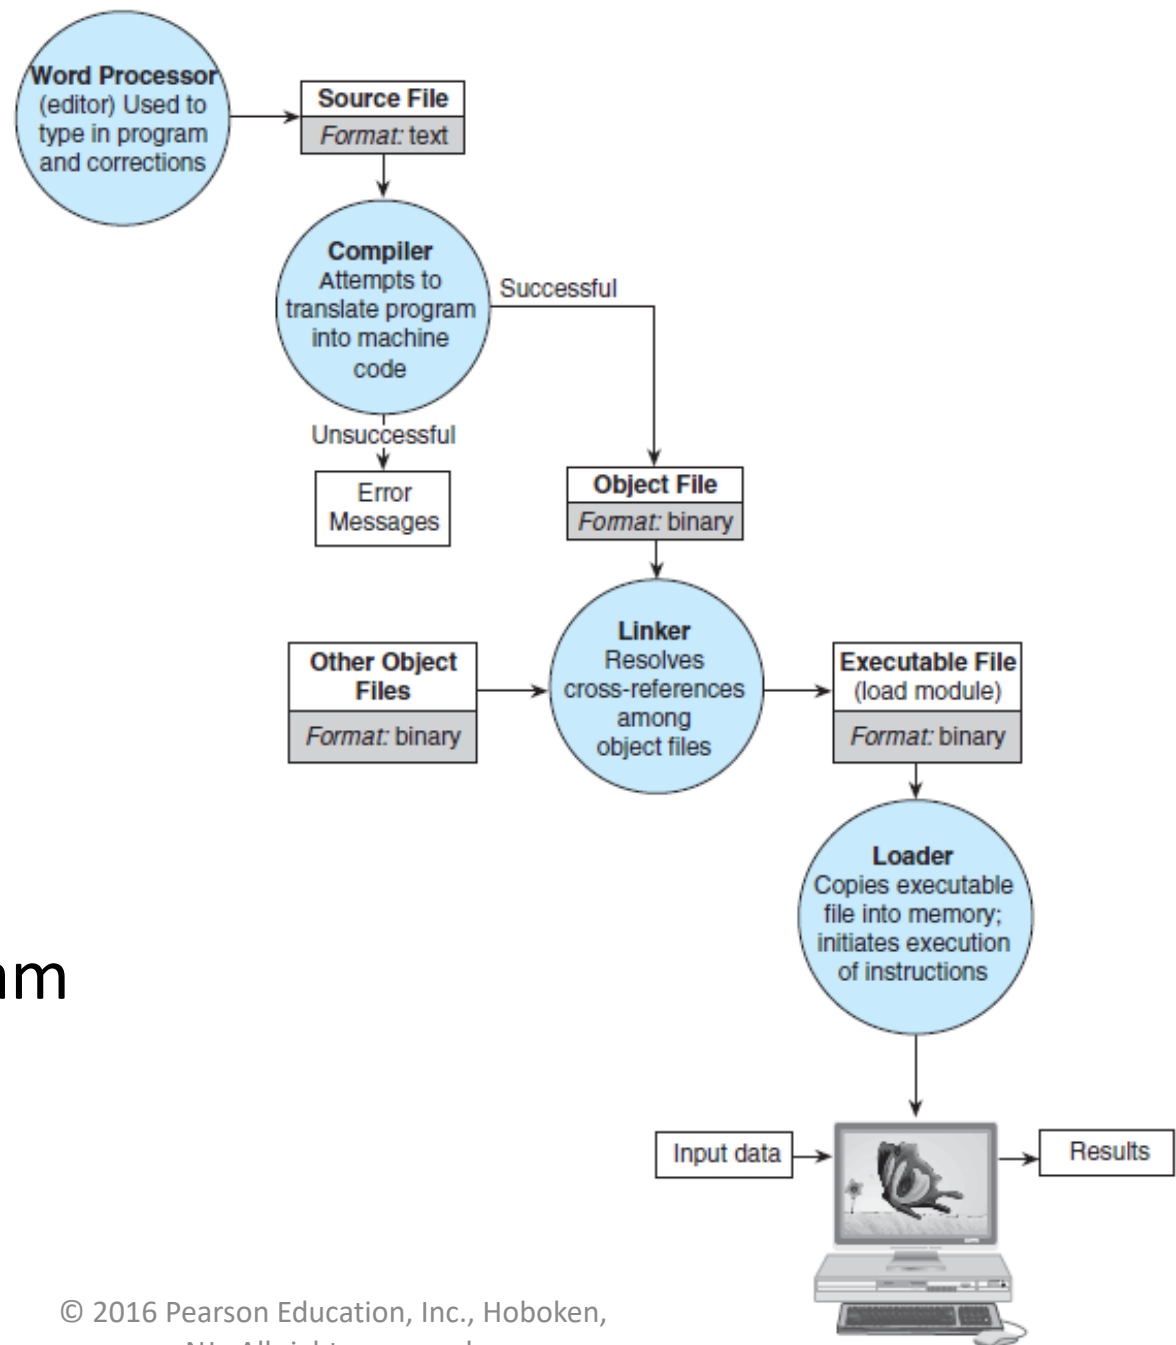 Word Processor
(editor) Used to
type in program
and corrections
Source File
Format: text
Compiler
Attempts to
translate program
into machine
code
Successful
Unsuccessful
Error
Messages
Object File
Format: binary
Linker
Resolves
cross-references
among
object files
Other Object
Files
Format: binary
Executable File
(load module)
Format: binary
Loader
Copies executable
file into memory;
initiates execution
of instructions
Input data
Results
© 2016 Pearson Education, Inc., Hoboken,